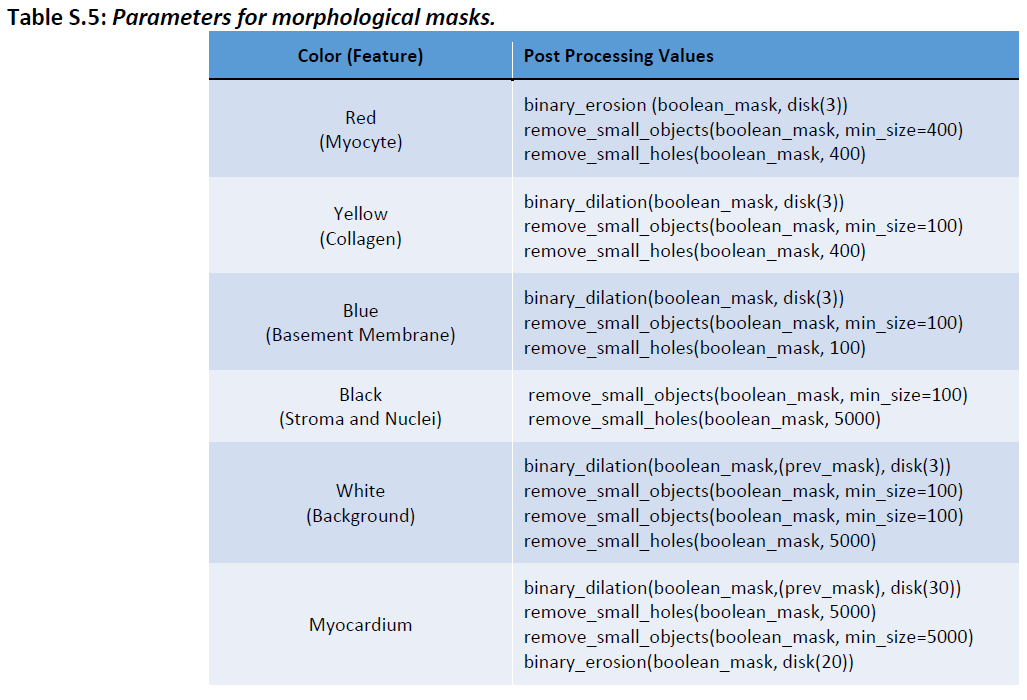 Table S.5: Parameters for morphological masks.
Color (Feature) Post Processing Values
Red
(Myocyte)
binary_erosion (boolean_mask, disk(3))
remove_small_objects(boolean_mask, min_size=400)
remove_small_holes(boolean_mask, 400)
Yellow
(Collagen)
binary_dilation(boolean_mask, disk(3))
remove_small_objects(boolean_mask, min_size=100)
remove_small_holes(boolean_mask, 400)
Blue
(Basement Membrane)
binary_dilation(boolean_mask, disk(3))
remove_small_objects(boolean_mask, min_size=100)
remove_small_holes(boolean_mask, 100)
Black
(Stroma and Nuclei)
remove_small_objects(boolean_mask, min_size=100)
remove_small_holes(boolean_mask, 5000)
White
(Background)
binary_dilation(boolean_mask,(prev_mask), disk(3))
remove_small_objects(boolean_mask, min_size=100)
remove_small_objects(boolean_mask, min_size=100)
remove_small_holes(boolean_mask, 5000)
Myocardium
binary_dilation(boolean_mask,(prev_mask), disk(30))
remove_small_holes(boolean_mask, 5000)
remove_small_objects(boolean_mask, min_size=5000)
binary_erosion(boolean_mask, disk(20))